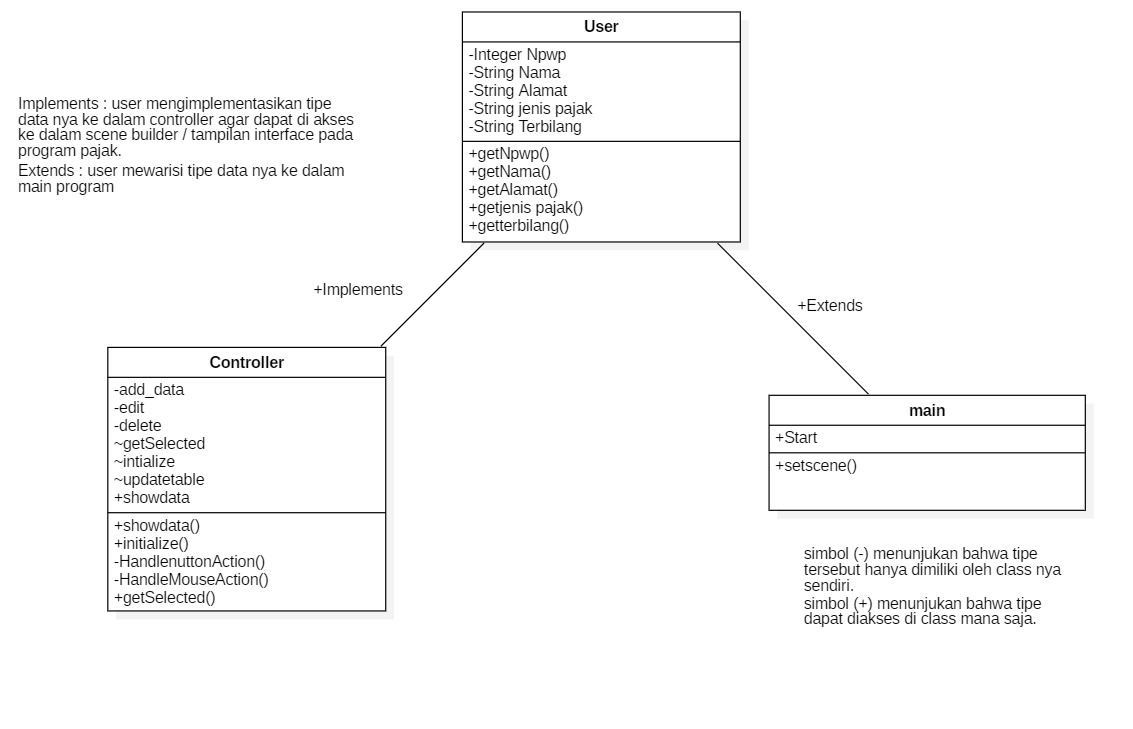 User
-Integer Npwp
-String Nama
-String Alamat
-String jenis pajak
-String Terbilang
+getNpwp()
+getNama()
+getAlamat()
+getjenis pajak()
+getterbilang()
Implements : user mengimplementasikan tipe
data nya ke dalam controller agar dapat di akses
ke dalam scene builder / tampilan interface pada
program pajak.
Extends : user mewarisi tipe data nya ke dalam
main program
+Implements
+Extends
Controller
-add_data
-edit
-delete
~getSelected
~intialize
~updatetable
+showdata
+showdata()
+initialize()
-HandlenuttonAction()
-HandleMouseAction()
+getSelected()
main
+Start
+setscene()
simbol (-) menunjukan bahwa tipe
tersebut hanya dimiliki oleh class nya
sendiri.
simbol (+) menunjukan bahwa tipe
dapat diakses di class mana saja.